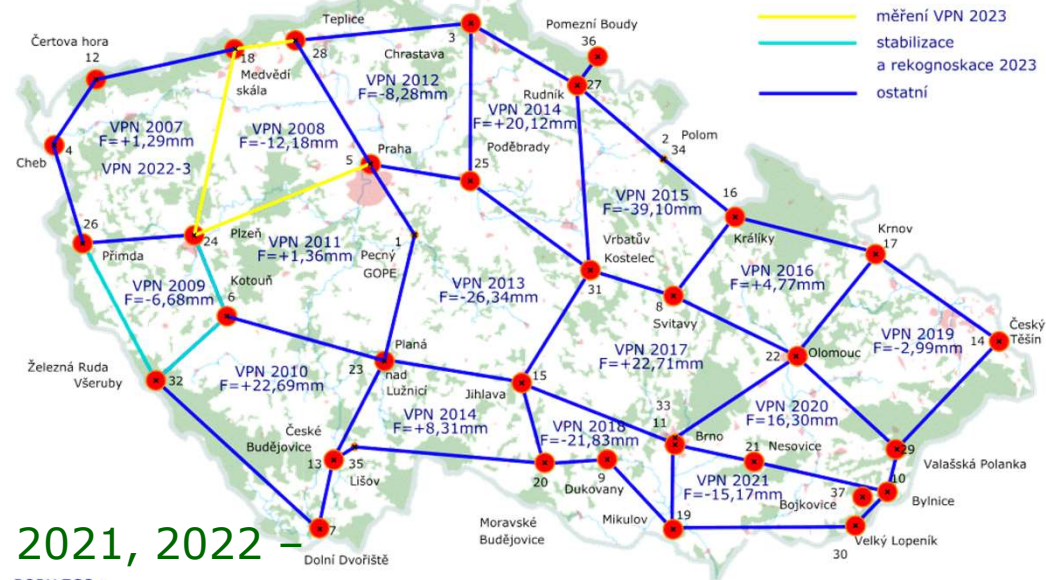 Teplice
Pomezní Boudy
měření VPN 2023
Čertova hora
3
36
stabilizace
12
18
28
Chrastava
a rekognoskace 2023
Medvědí
skála
VPN 2012
F=-8,28mm
Rudník
27
ostatní
VPN 2007
F=+1,29mm
VPN 2008
F=-12,18mm
VPN 2014
F=+20,12mm
2
Polom
34
Cheb
4
VPN 2022-3
5
Praha
Poděbrady
25
VPN 2015
F=-39,10mm
16
26
Přimda
24
Plzeň
VPN 2011
F=+1,36mm
1
Pecný
GOPE
Vrbatův
Kostelec
31
Králíky
Krnov
17
VPN 2009
F=-6,68mm
Kotouň
6
VPN 2013
F=-26,34mm
8
Svitavy
VPN 2016
F=+4,77mm
VPN 2019
F=-2,99mm
Český
Těšín
14
Železná Ruda
Všeruby
32
VPN 2010
F=+22,69mm
Planá
nad
Lužnicí
23
15
Jihlava
VPN 2017
F=+22,71mm
22
Olomouc
České
Budějovice
13
35
Lišov
VPN 2014
F=+8,31mm
VPN 2018
F=-21,83mm
33
11
Brno
VPN 2020
F=16,30mm
21
Nesovice
29
Valašská Polanka
20
9
Dukovany
VPN 2021
F=-15,17mm
37
Bojkovice
10
Bylnice
7
Dolní Dvořiště
Moravské
Budějovice
Mikulov
19
Velký Lopeník
30
2021, 2022 –